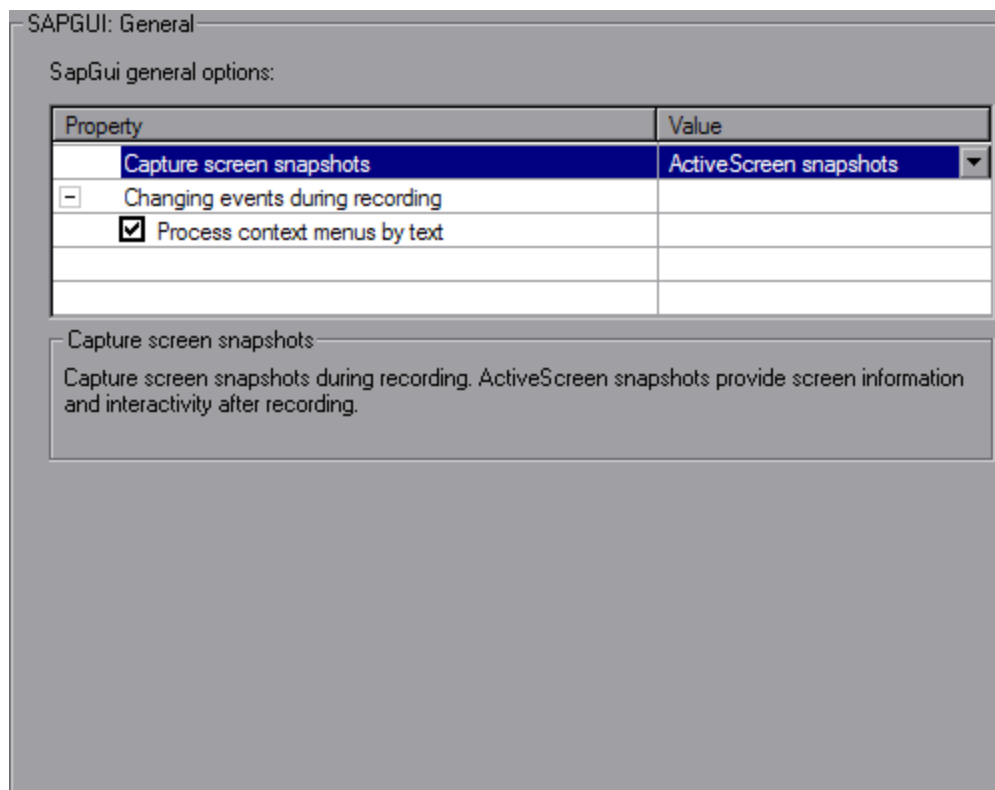 SAPGUI: General
SapGui general options:
Property Value
Capture screen snapshots ActiveScreen snapshots
Changing events during recording
Process context menus by text
Capture screen snapshots
Capture screen snapshots during recording. ActiveScreen snapshots provide screen information
and interactivity after recording.